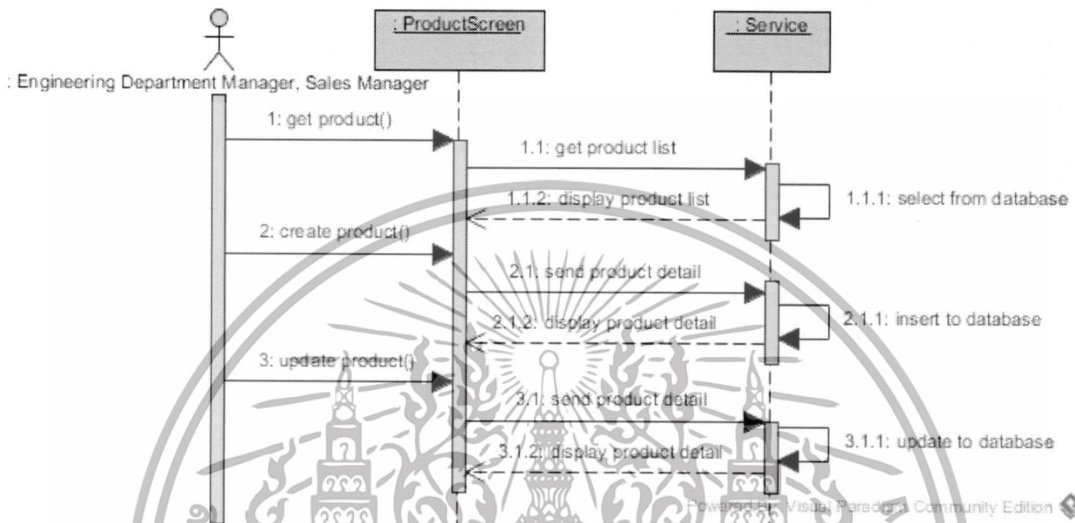 : ProductScreen
: Service
: Engineering Department Manager, Sales Manager
1: get product()
1.1: get product list
1.1.1: select from database
1.1.2: display product list
2: create product()
2.1: send product detail
2.1.1: insert to database
2.1.2: display product detail
3: update product()
3.1: send product detail
3.1.1: update to database
3.1.2: display product detail
Powered By Visual Paradigm Community Edition